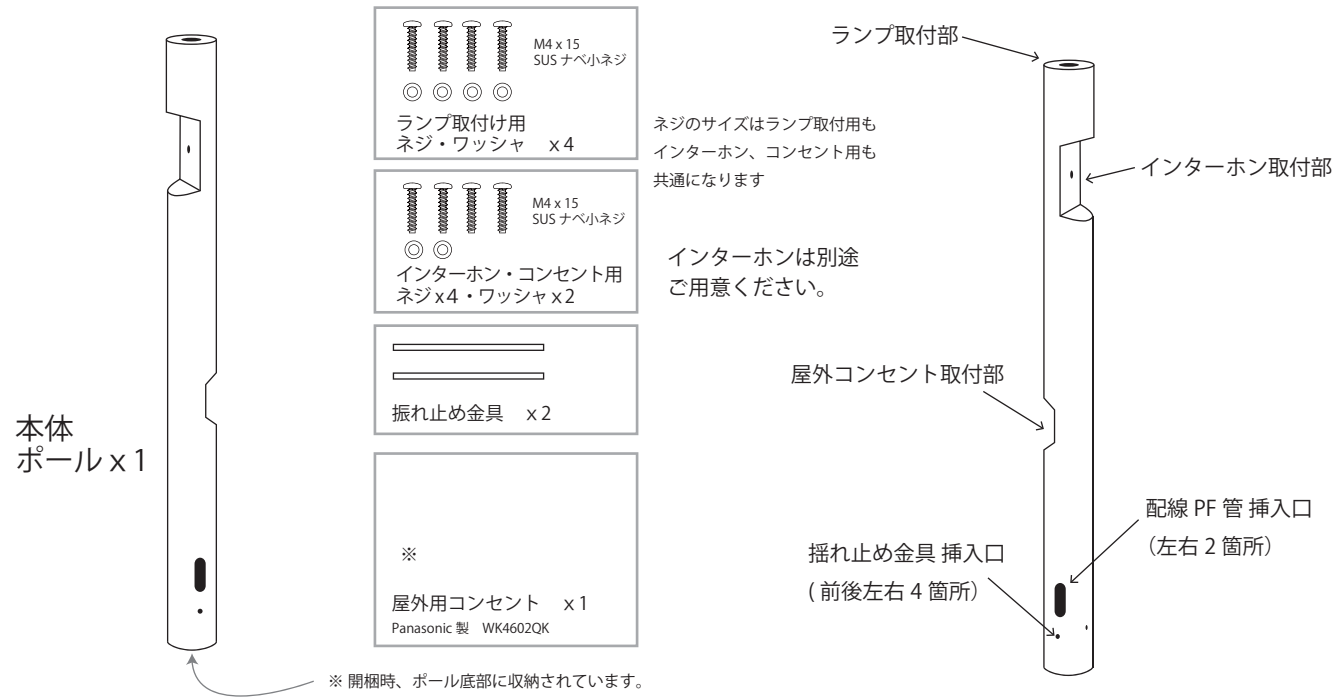 本体
ポール x 1
M4 x 15
SUS ナベ小ネジ
ランプ取付け用
ネジ・ワッシャ x 4
M4 x 15
SUS ナベ小ネジ
インターホン・コンセント用
ネジ x 4 ・ワッシャ x 2
振れ止め金具 x 2
※
屋外用コンセント x 1
Panasonic 製 WK4602QK
※ 開梱時、ポール底部に収納されています。
ネジのサイズはランプ取付用も
インターホン、コンセント用も
共通になります
インターホンは別途
ご用意ください。
ランプ取付部
インターホン取付部
屋外コンセント取付部
配線 PF 管 挿入口
（左右 2 箇所）
揺れ止め金具 挿入口
( 前後左右 4 箇所）